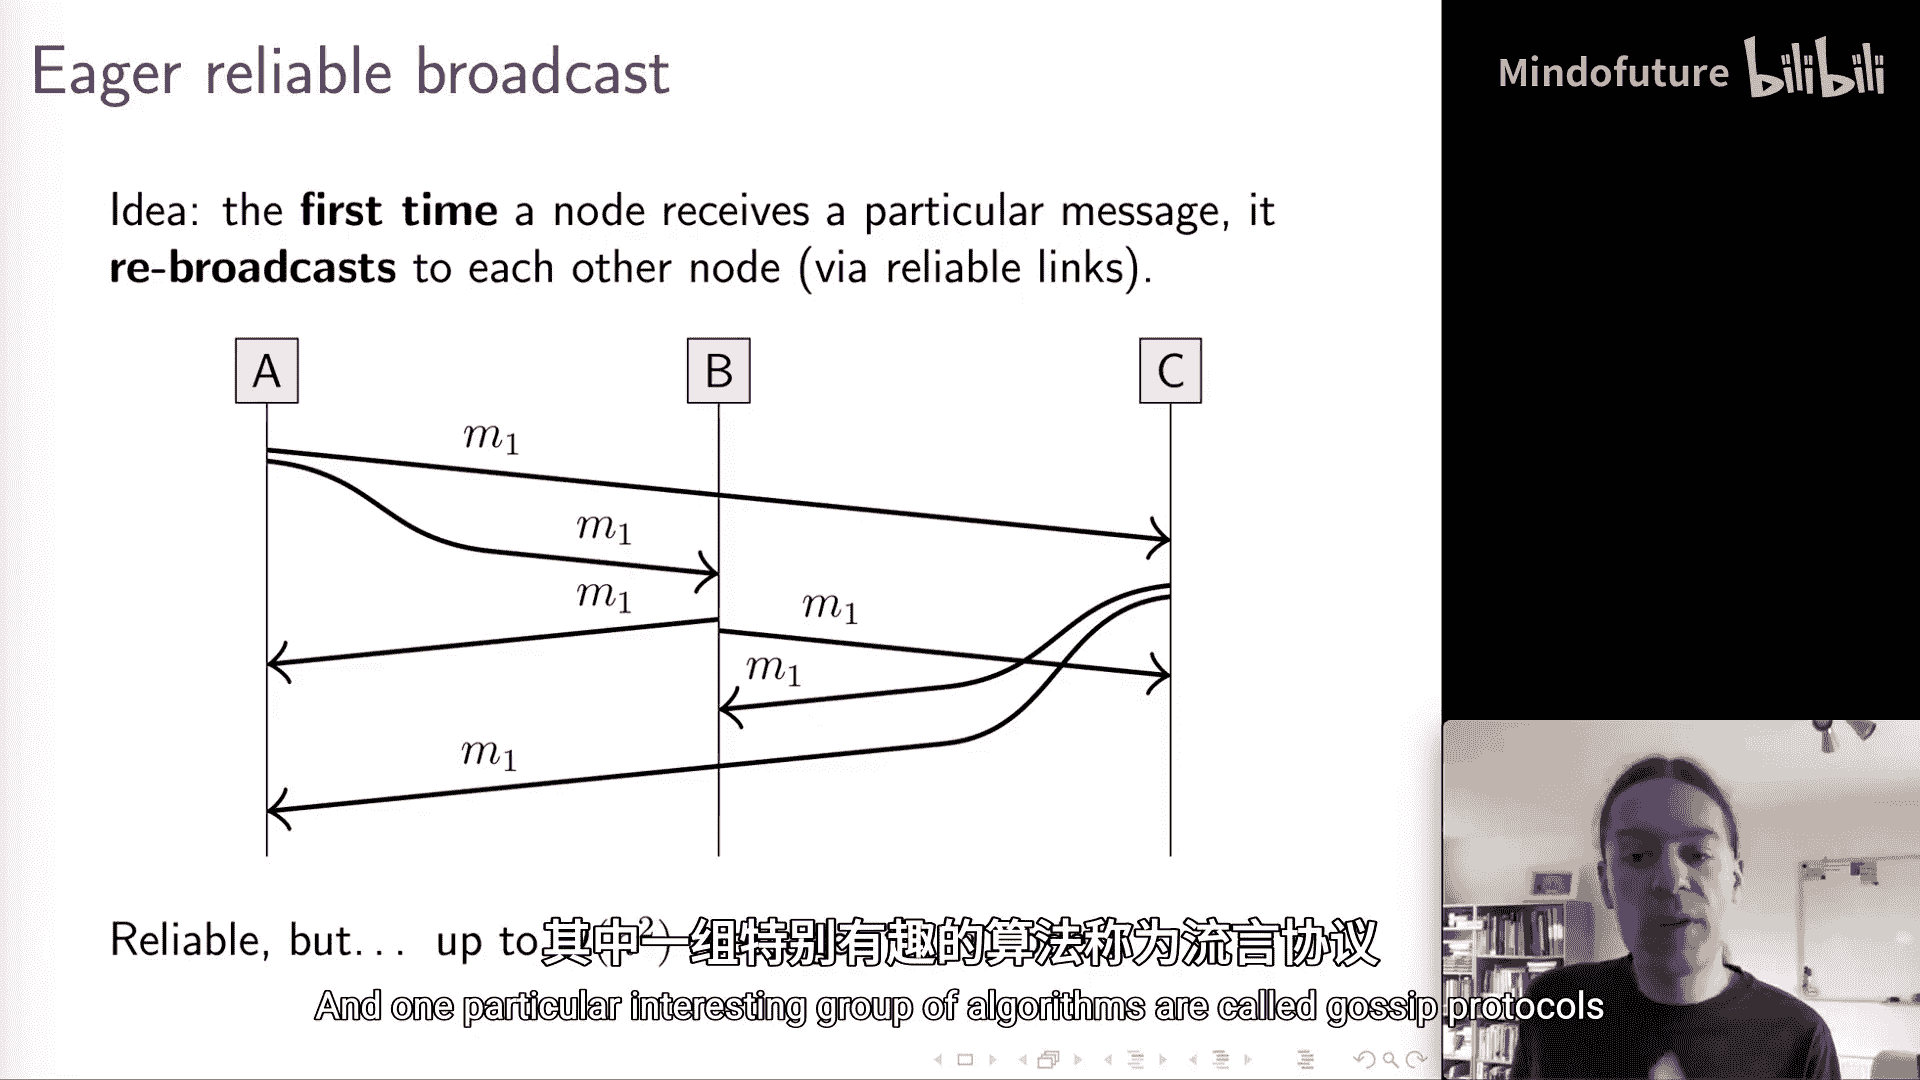 Eager reliable broadcast
Mindofuture bilibili
Idea: the first time a node receives a particular message, it
re-broadcasts to each other node (via reliable links).
A
B
C
m₁
m₁
m₁
m₁
m₁
m₁
Reliable, but... up to
其中一组特别有趣的算法称为流言协议
And one particular interesting group of algorithms are called gossip protocols